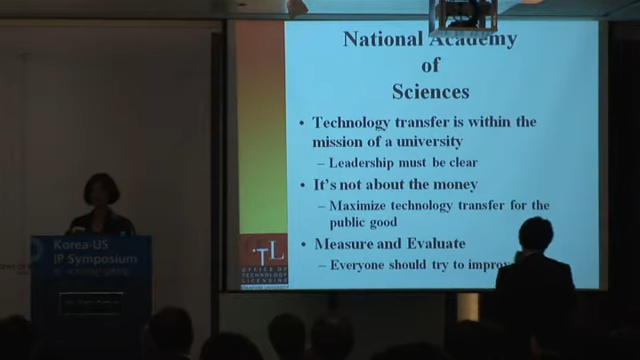 National Academy
of
Sciences
• Technology transfer is within the
mission of a university
– Leadership must be clear
• It's not about the money
– Maximize technology transfer for the
public good
• Measure and Evaluate
– Everyone should try to improv
OTL
OFFICE OF
TECHNOLOGY
LICENSING
Korea-US
IP Symposium